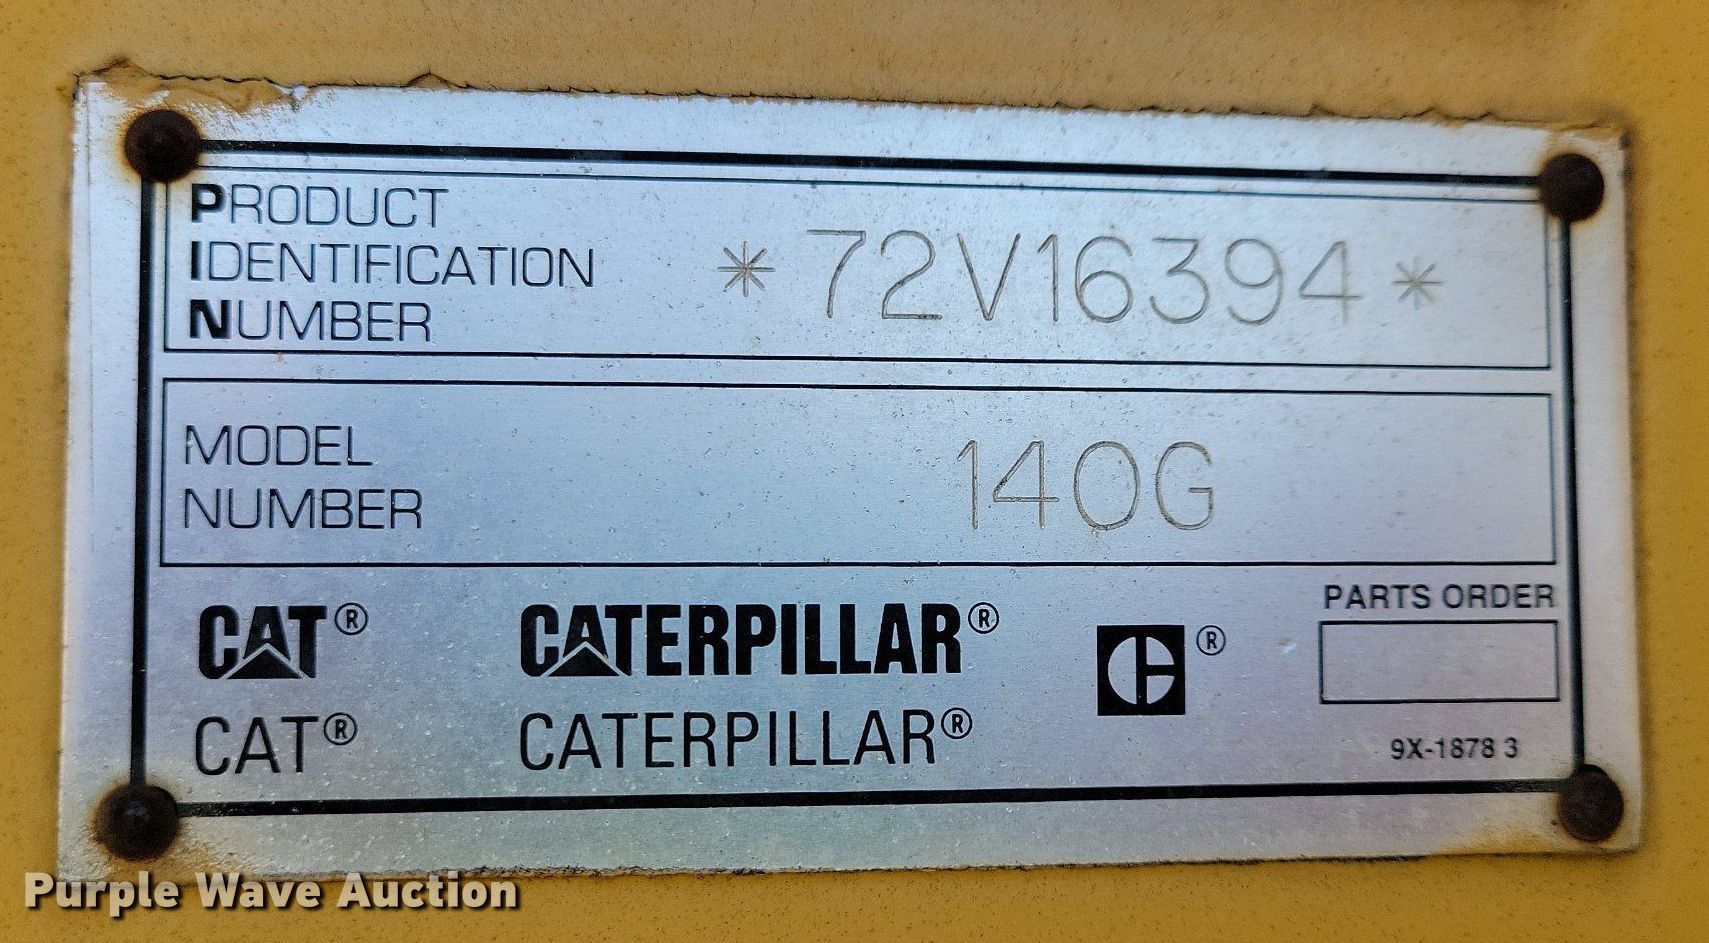 PRODUCT
IDENTIFICATION
NUMBER
*72V16394*
MODEL
NUMBER
140G
CAT® CATERPILLAR® ®
CAT® CATERPILLAR®
PARTS ORDER
9X-1878 3
Purple Wave Auction